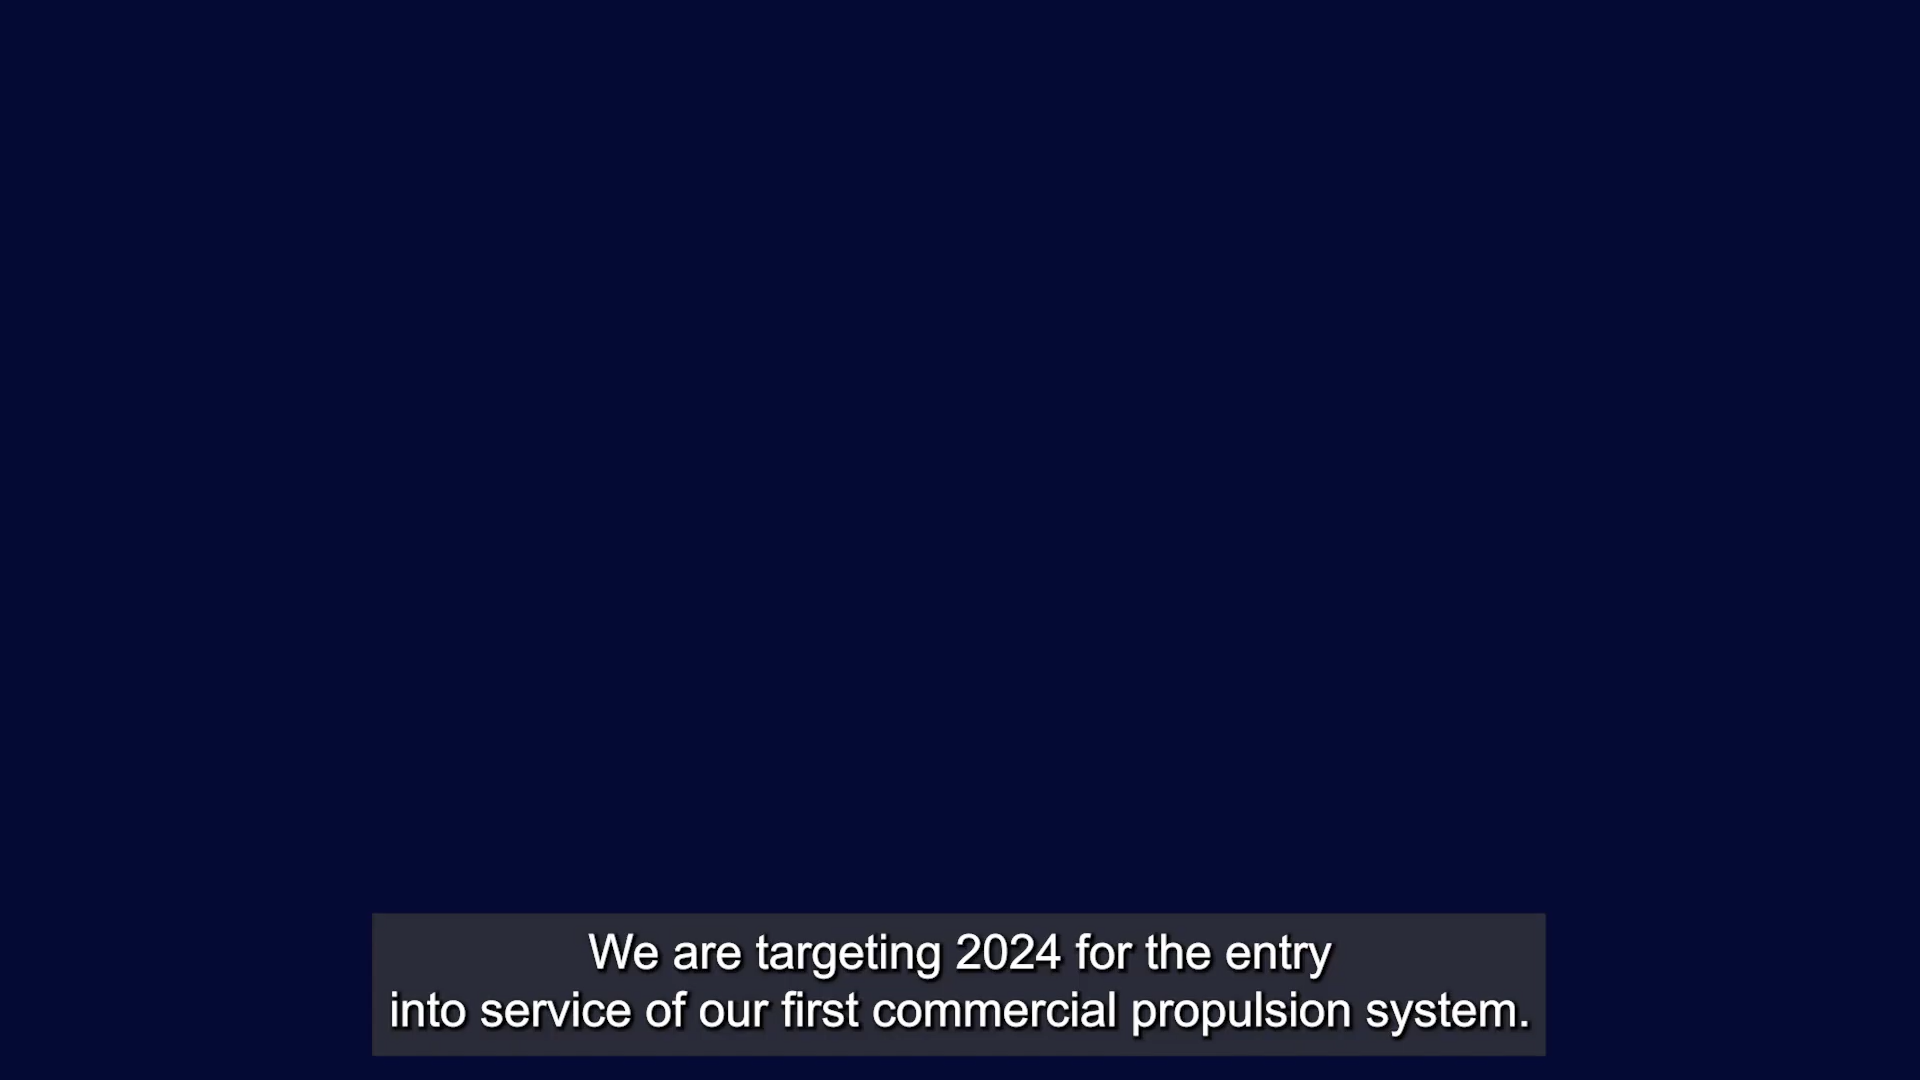 We are targeting 2024 for the entry
into service of our first commercial propulsion system.